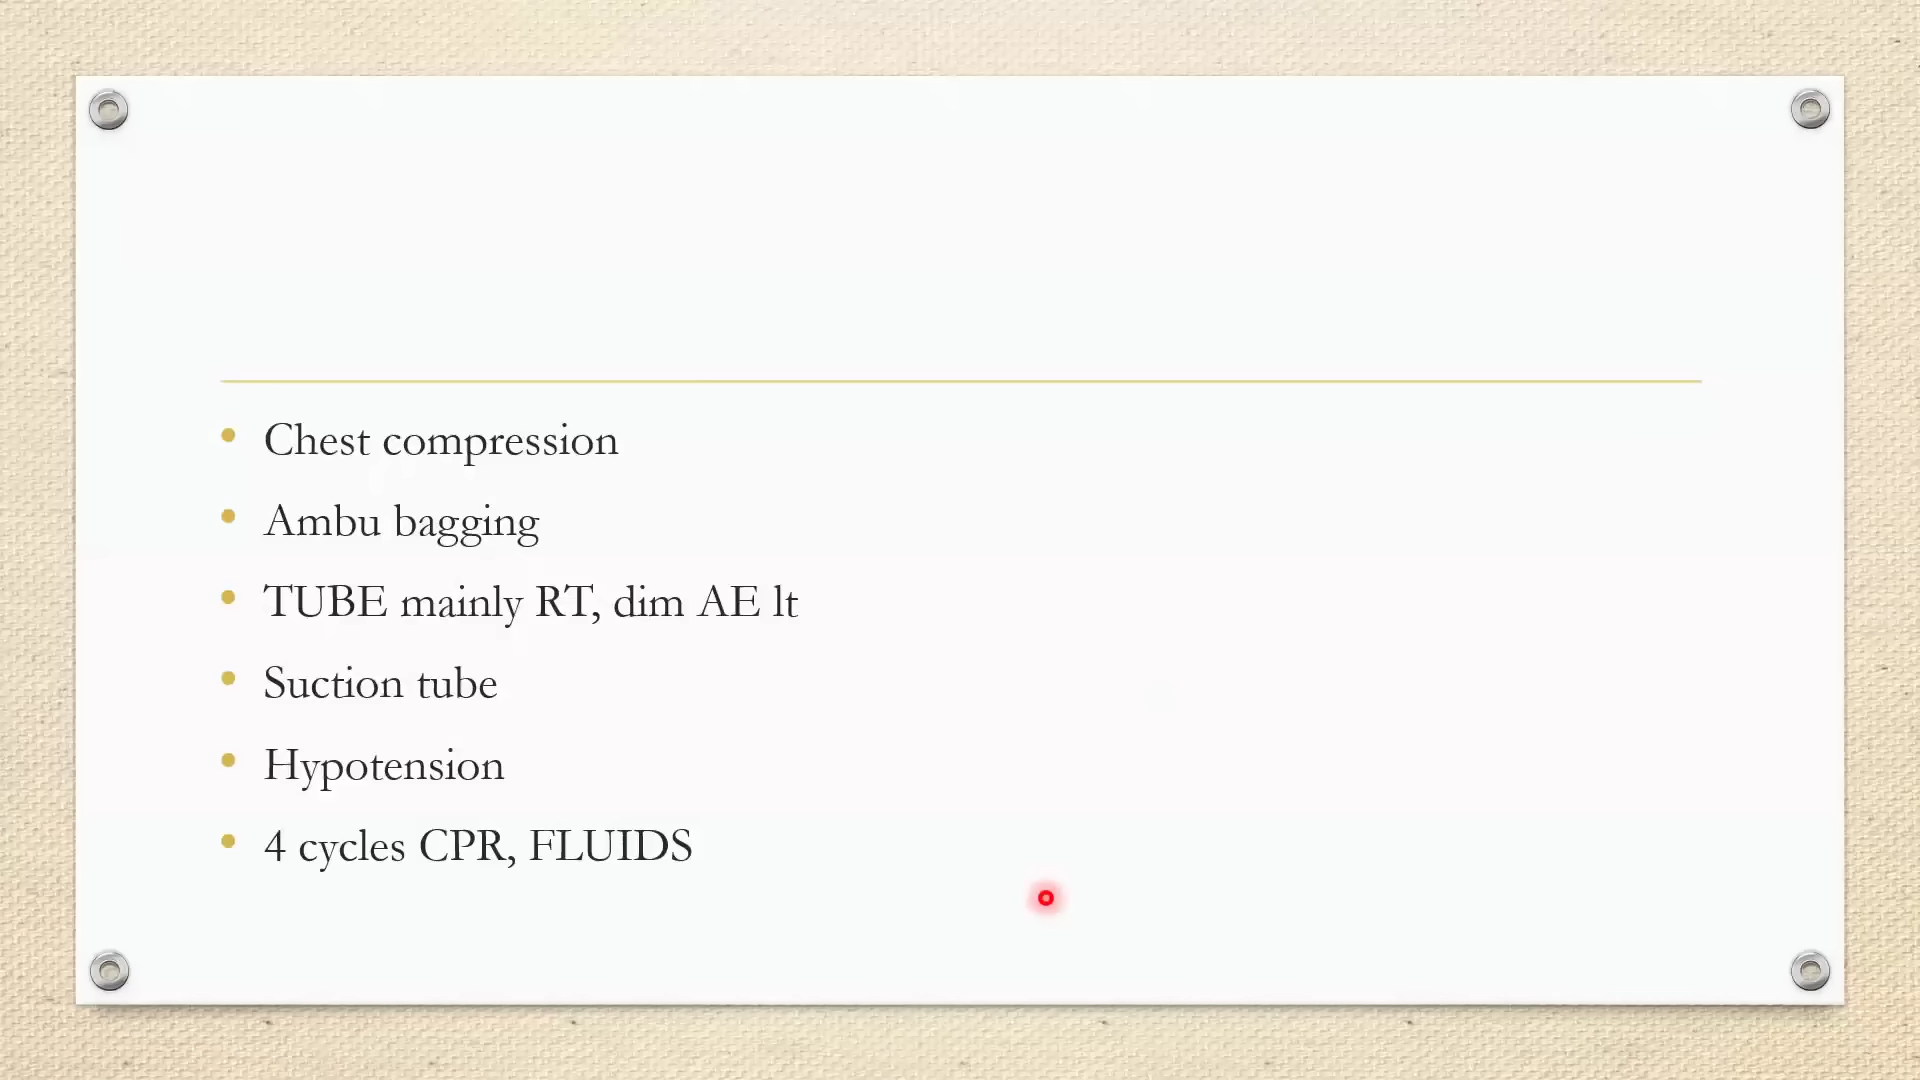 Chest compression
Ambu bagging
TUBE mainly RT, dim AE lt
Suction tube
Hypotension
4 cycles CPR, FLUIDS